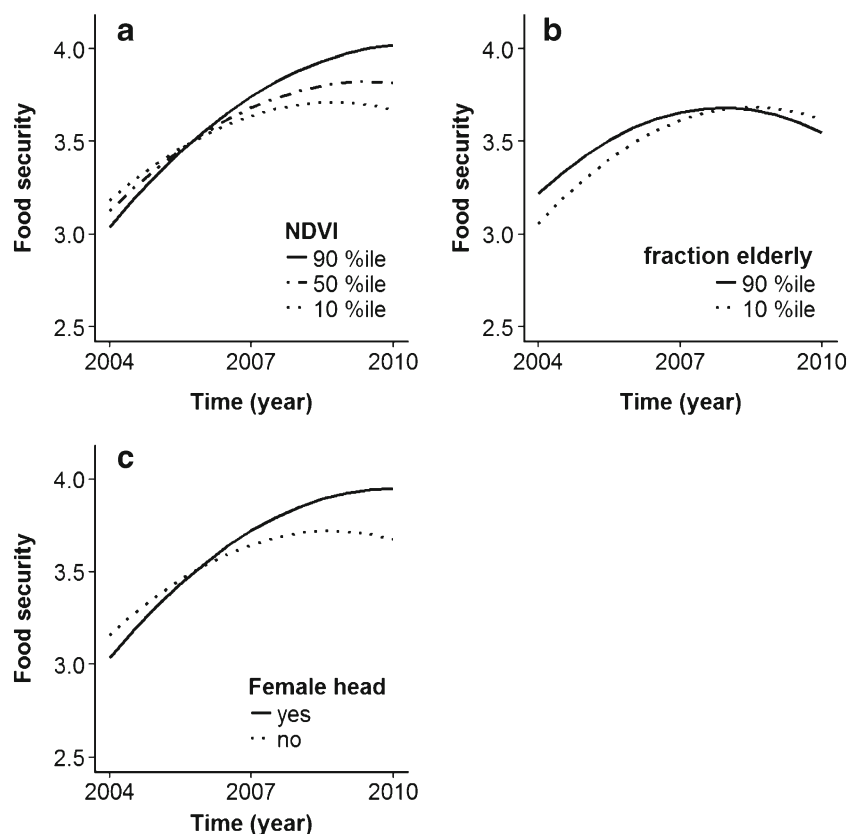 a
4.0
3.5
3.0
2.5
Food security
NDVI
90 %ile
50 %ile
10 %ile
2004 2007 2010
Time (year)
b
4.0
3.5
3.0
2.5
Food security
fraction elderly
90 %ile
10 %ile
2004 2007 2010
Time (year)
c
4.0
3.5
3.0
2.5
Food security
Female head
yes
no
2004 2007 2010
Time (year)